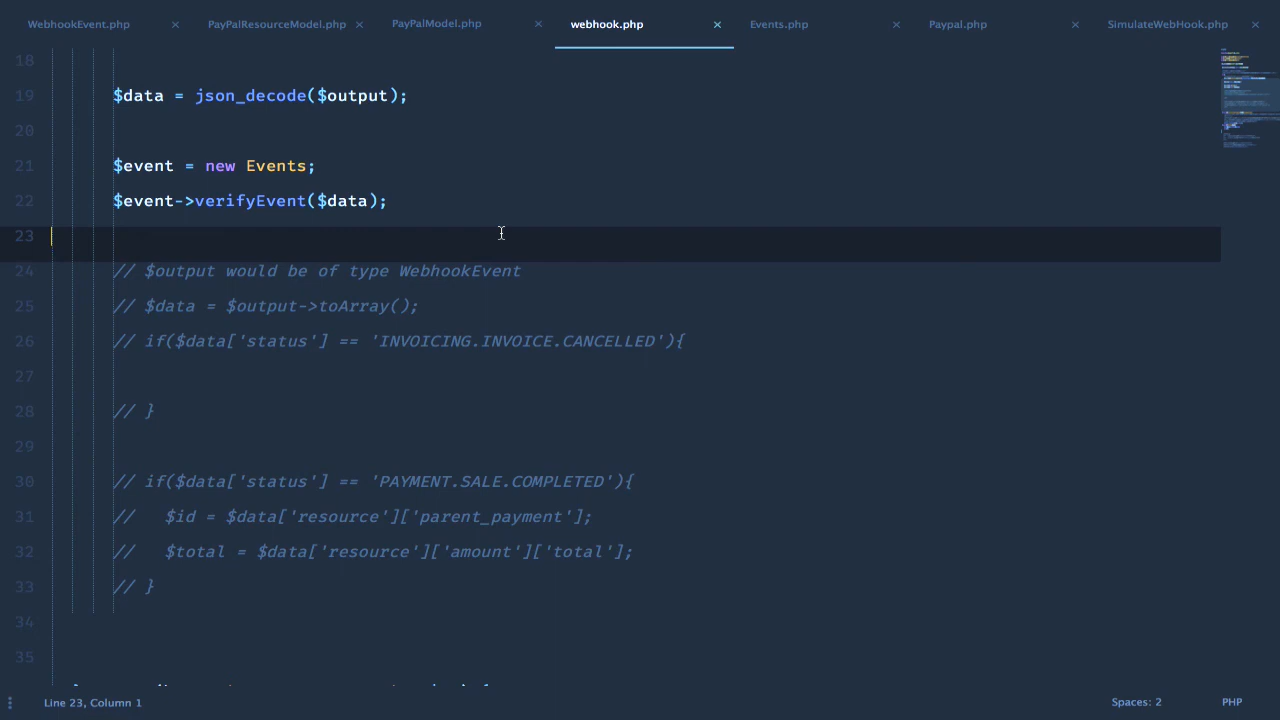 WebhookEvent.php × PayPalResourceModel.php × PayPalModel.php × webhook.php × Events.php × Paypal.php × SimulateWebHook.php ×
18
19 $data = json_decode($output);
20
21 $event = new Events;
22 $event->verifyEvent($data);
23
24 // $output would be of type WebhookEvent
25 // $data = $output->toArray();
26 // if($data['status'] == 'INVOICING.INVOICE.CANCELLED'){
27
28 // }
29
30 // if($data['status'] == 'PAYMENT.SALE.COMPLETED'){
31 //   $id = $data['resource']['parent_payment'];
32 //   $total = $data['resource']['amount']['total'];
33 // }
34
35
Line 23, Column 1 Spaces: 2 PHP